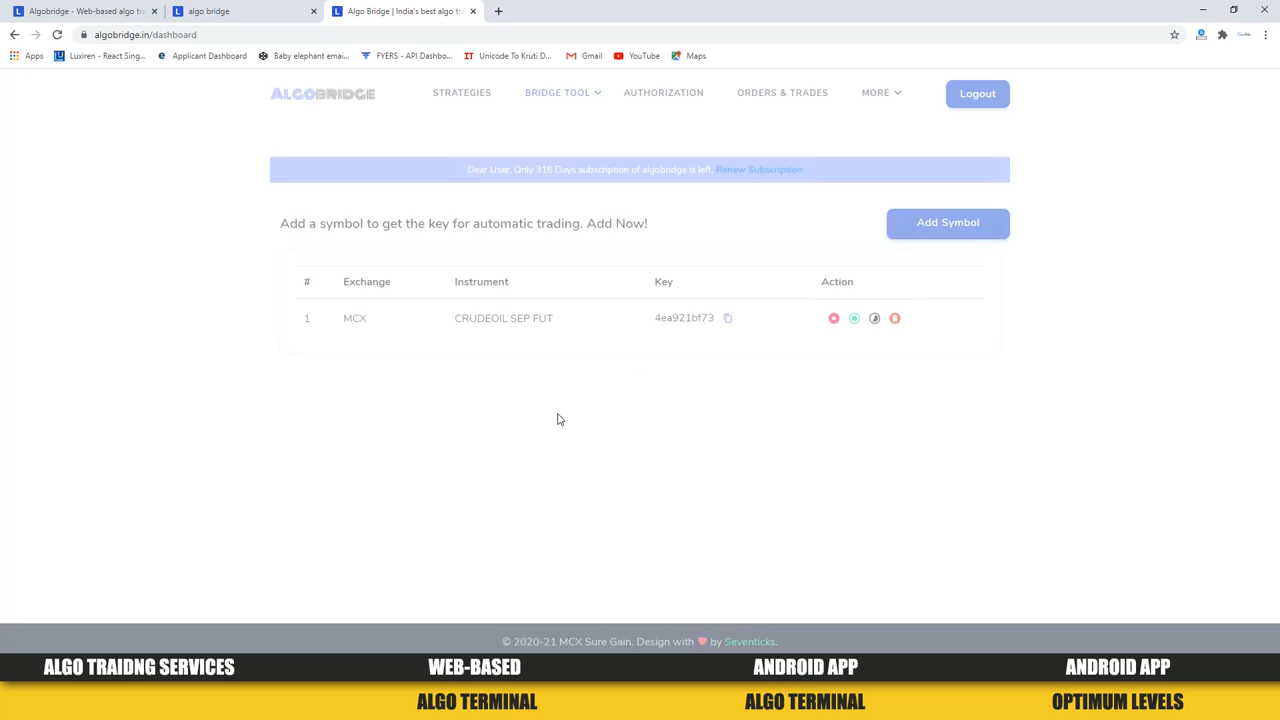 Algobridge - Web-based algo tra
algo bridge
Algo Bridge | India's best algo tr
algobridge.in/dashboard
Apps
Luxiren - React Sing...
Applicant Dashboard
Baby elephant emai...
FYERS - API Dashbo...
Unicode To Kruti D...
Gmail
YouTube
Maps
ALGOBRIDGE
STRATEGIES
BRIDGE TOOL
AUTHORIZATION
ORDERS & TRADES
MORE
Logout
Dear User, Only 316 Days subscription of algobridge is left. Renew Subscription
Add a symbol to get the key for automatic trading. Add Now!
Add Symbol
# Exchange Instrument Key Action
1 MCX CRUDEOIL SEP FUT 4ea921bf73
© 2020-21 MCX Sure Gain. Design with ❤ by Seventicks.
ALGO TRAIDNG SERVICES WEB-BASED ANDROID APP ANDROID APP
ALGO TERMINAL ALGO TERMINAL OPTIMUM LEVELS